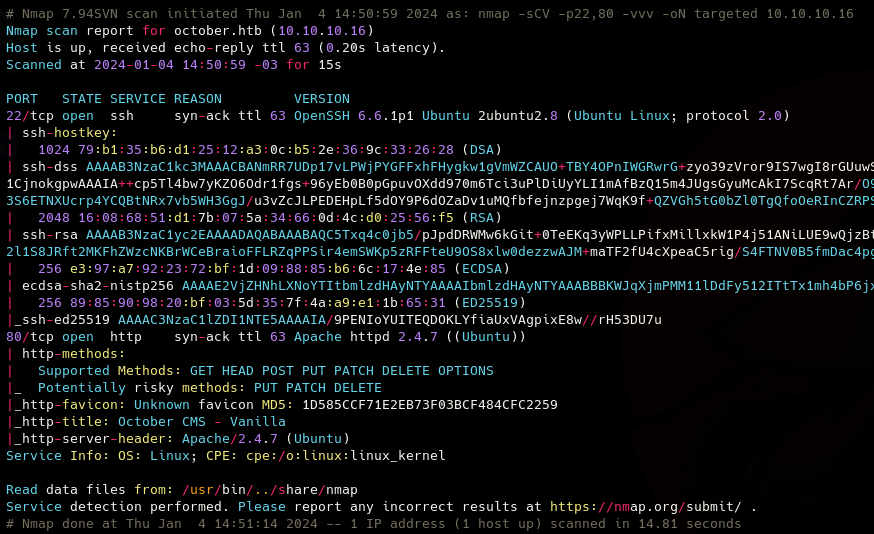 # Nmap 7.94SVN scan initiated Thu Jan  4 14:50:59 2024 as: nmap -sCV -p22,80 -vvv -oN targeted 10.10.10.16
Nmap scan report for october.htb (10.10.10.16)
Host is up, received echo-reply ttl 63 (0.20s latency).
Scanned at 2024-01-04 14:50:59 -03 for 15s
PORT   STATE SERVICE REASON         VERSION
22/tcp open  ssh     syn-ack ttl 63 OpenSSH 6.6.1p1 Ubuntu 2ubuntu2.8 (Ubuntu Linux; protocol 2.0)
| ssh-hostkey:
|   1024 79:b1:35:b6:d1:25:12:a3:0c:b5:2e:36:9c:33:26:28 (DSA)
| ssh-dss AAAAB3NzaC1kc3MAAACBANmRR7UDp17vLPWjPYGFFxhFHygkw1gVmWZCAUO+TBY4OPnIWGRwrG+zyo39zVror9IS7wgI8rGUuwS
1CjnokgpwAAAIA++cp5Tl4bw7yKZO6Odr1fgs+96yEb0B0pGpuvOXdd970m6Tci3uPlDiUyYLI1mAfBzQ15m4JUgsGyuMcAkI7ScqRt7Ar/O9
3S6ETNXUcrp4YCQBtNRx7vb5WH3GgJ/u3vZcJLPEDEHpLf5dOY9P6dOZaDv1uMQfbfejnzpgej7WqK9f+QZVGh5tG0bZl0TgQfoOeRInCZRPS
|   2048 16:08:68:51:d1:7b:07:5a:34:66:0d:4c:d0:25:56:f5 (RSA)
| ssh-rsa AAAAB3NzaC1yc2EAAAADAQABAAABAQC5Txq4c0jb5/pJpdDRWMw6kGit+0TeEKq3yWPLLPifxMillxkW1P4j51ANiLUE9wQjzBt
2l1S8JRft2MKFhZWzcNKBrWCeBraioFFLRZqPPSir4emSWKp5zRFFteU9OS8xlw0dezzwAJM+maTF2fU4cXpeaC5rig/S4FTNV0B5fmDac4pg
|   256 e3:97:a7:92:23:72:bf:1d:09:88:85:b6:6c:17:4e:85 (ECDSA)
| ecdsa-sha2-nistp256 AAAAE2VjZHNhLXNoYTItbmlzdHAyNTYAAAAIbmlzdHAyNTYAAABBBBKWJqXjmPMM11lDdFy512ITtTx1mh4bP6jx
|   256 89:85:90:98:20:bf:03:5d:35:7f:4a:a9:e1:1b:65:31 (ED25519)
|_ssh-ed25519 AAAAC3NzaC1lZDI1NTE5AAAAIA/9PENIoYUITEQDOKLYfiaUxVAgpixE8w//rH53DU7u
80/tcp open  http    syn-ack ttl 63 Apache httpd 2.4.7 ((Ubuntu))
| http-methods:
|   Supported Methods: GET HEAD POST PUT PATCH DELETE OPTIONS
|_  Potentially risky methods: PUT PATCH DELETE
|_http-favicon: Unknown favicon MD5: 1D585CCF71E2EB73F03BCF484CFC2259
|_http-title: October CMS - Vanilla
|_http-server-header: Apache/2.4.7 (Ubuntu)
Service Info: OS: Linux; CPE: cpe:/o:linux:linux_kernel
Read data files from: /usr/bin/../share/nmap
Service detection performed. Please report any incorrect results at https://nmap.org/submit/ .
# Nmap done at Thu Jan  4 14:51:14 2024 -- 1 IP address (1 host up) scanned in 14.81 seconds